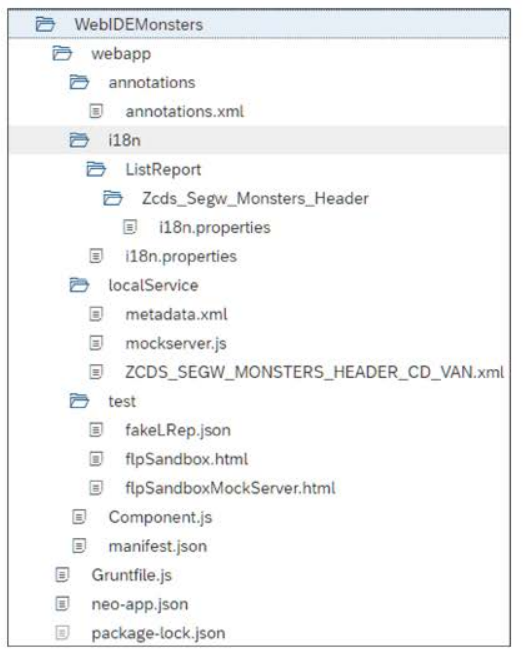 WebIDEMonsters
webapp
annotations
annotations.xml
i18n
ListReport
Zcds_Segw_Monsters_Header
i18n.properties
i18n.properties
localService
metadata.xml
mockserver.js
ZCDS_SEGW_MONSTERS_HEADER_CD_VAN.xml
test
fakeLRep.json
flpSandbox.html
flpSandboxMockServer.html
Component.js
manifest.json
Gruntfile.js
neo-app.json
package-lock.json